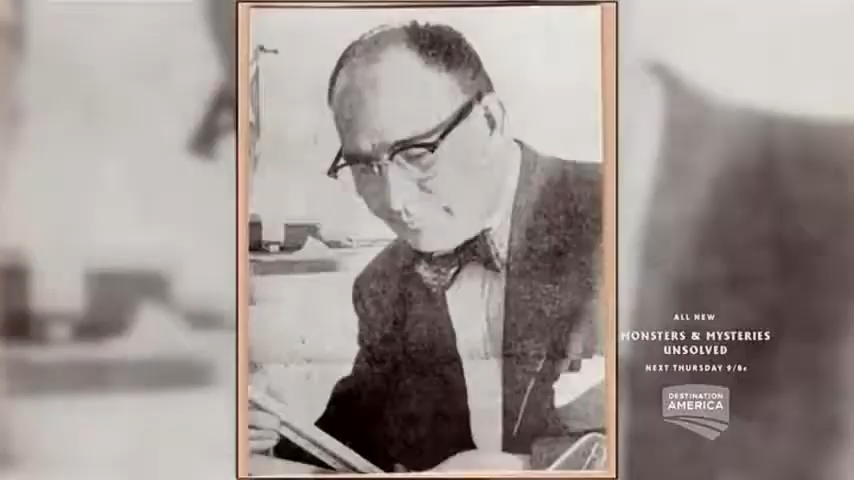 ALL NEW
MONSTERS & MYSTERIES
UNSOLVED
NEXT THURSDAY 9/8c
DESTINATION
AMERICA